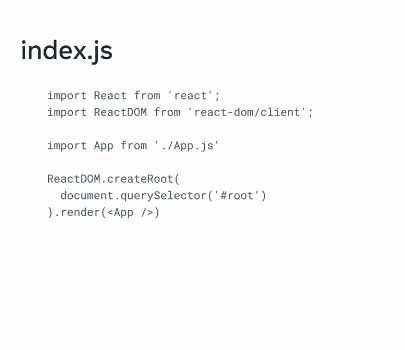 index.js
import React from 'react';
import ReactDOM from 'react-dom/client';
import App from './App.js'
ReactDOM.createRoot(
  document.querySelector('#root')
).render(<App />)